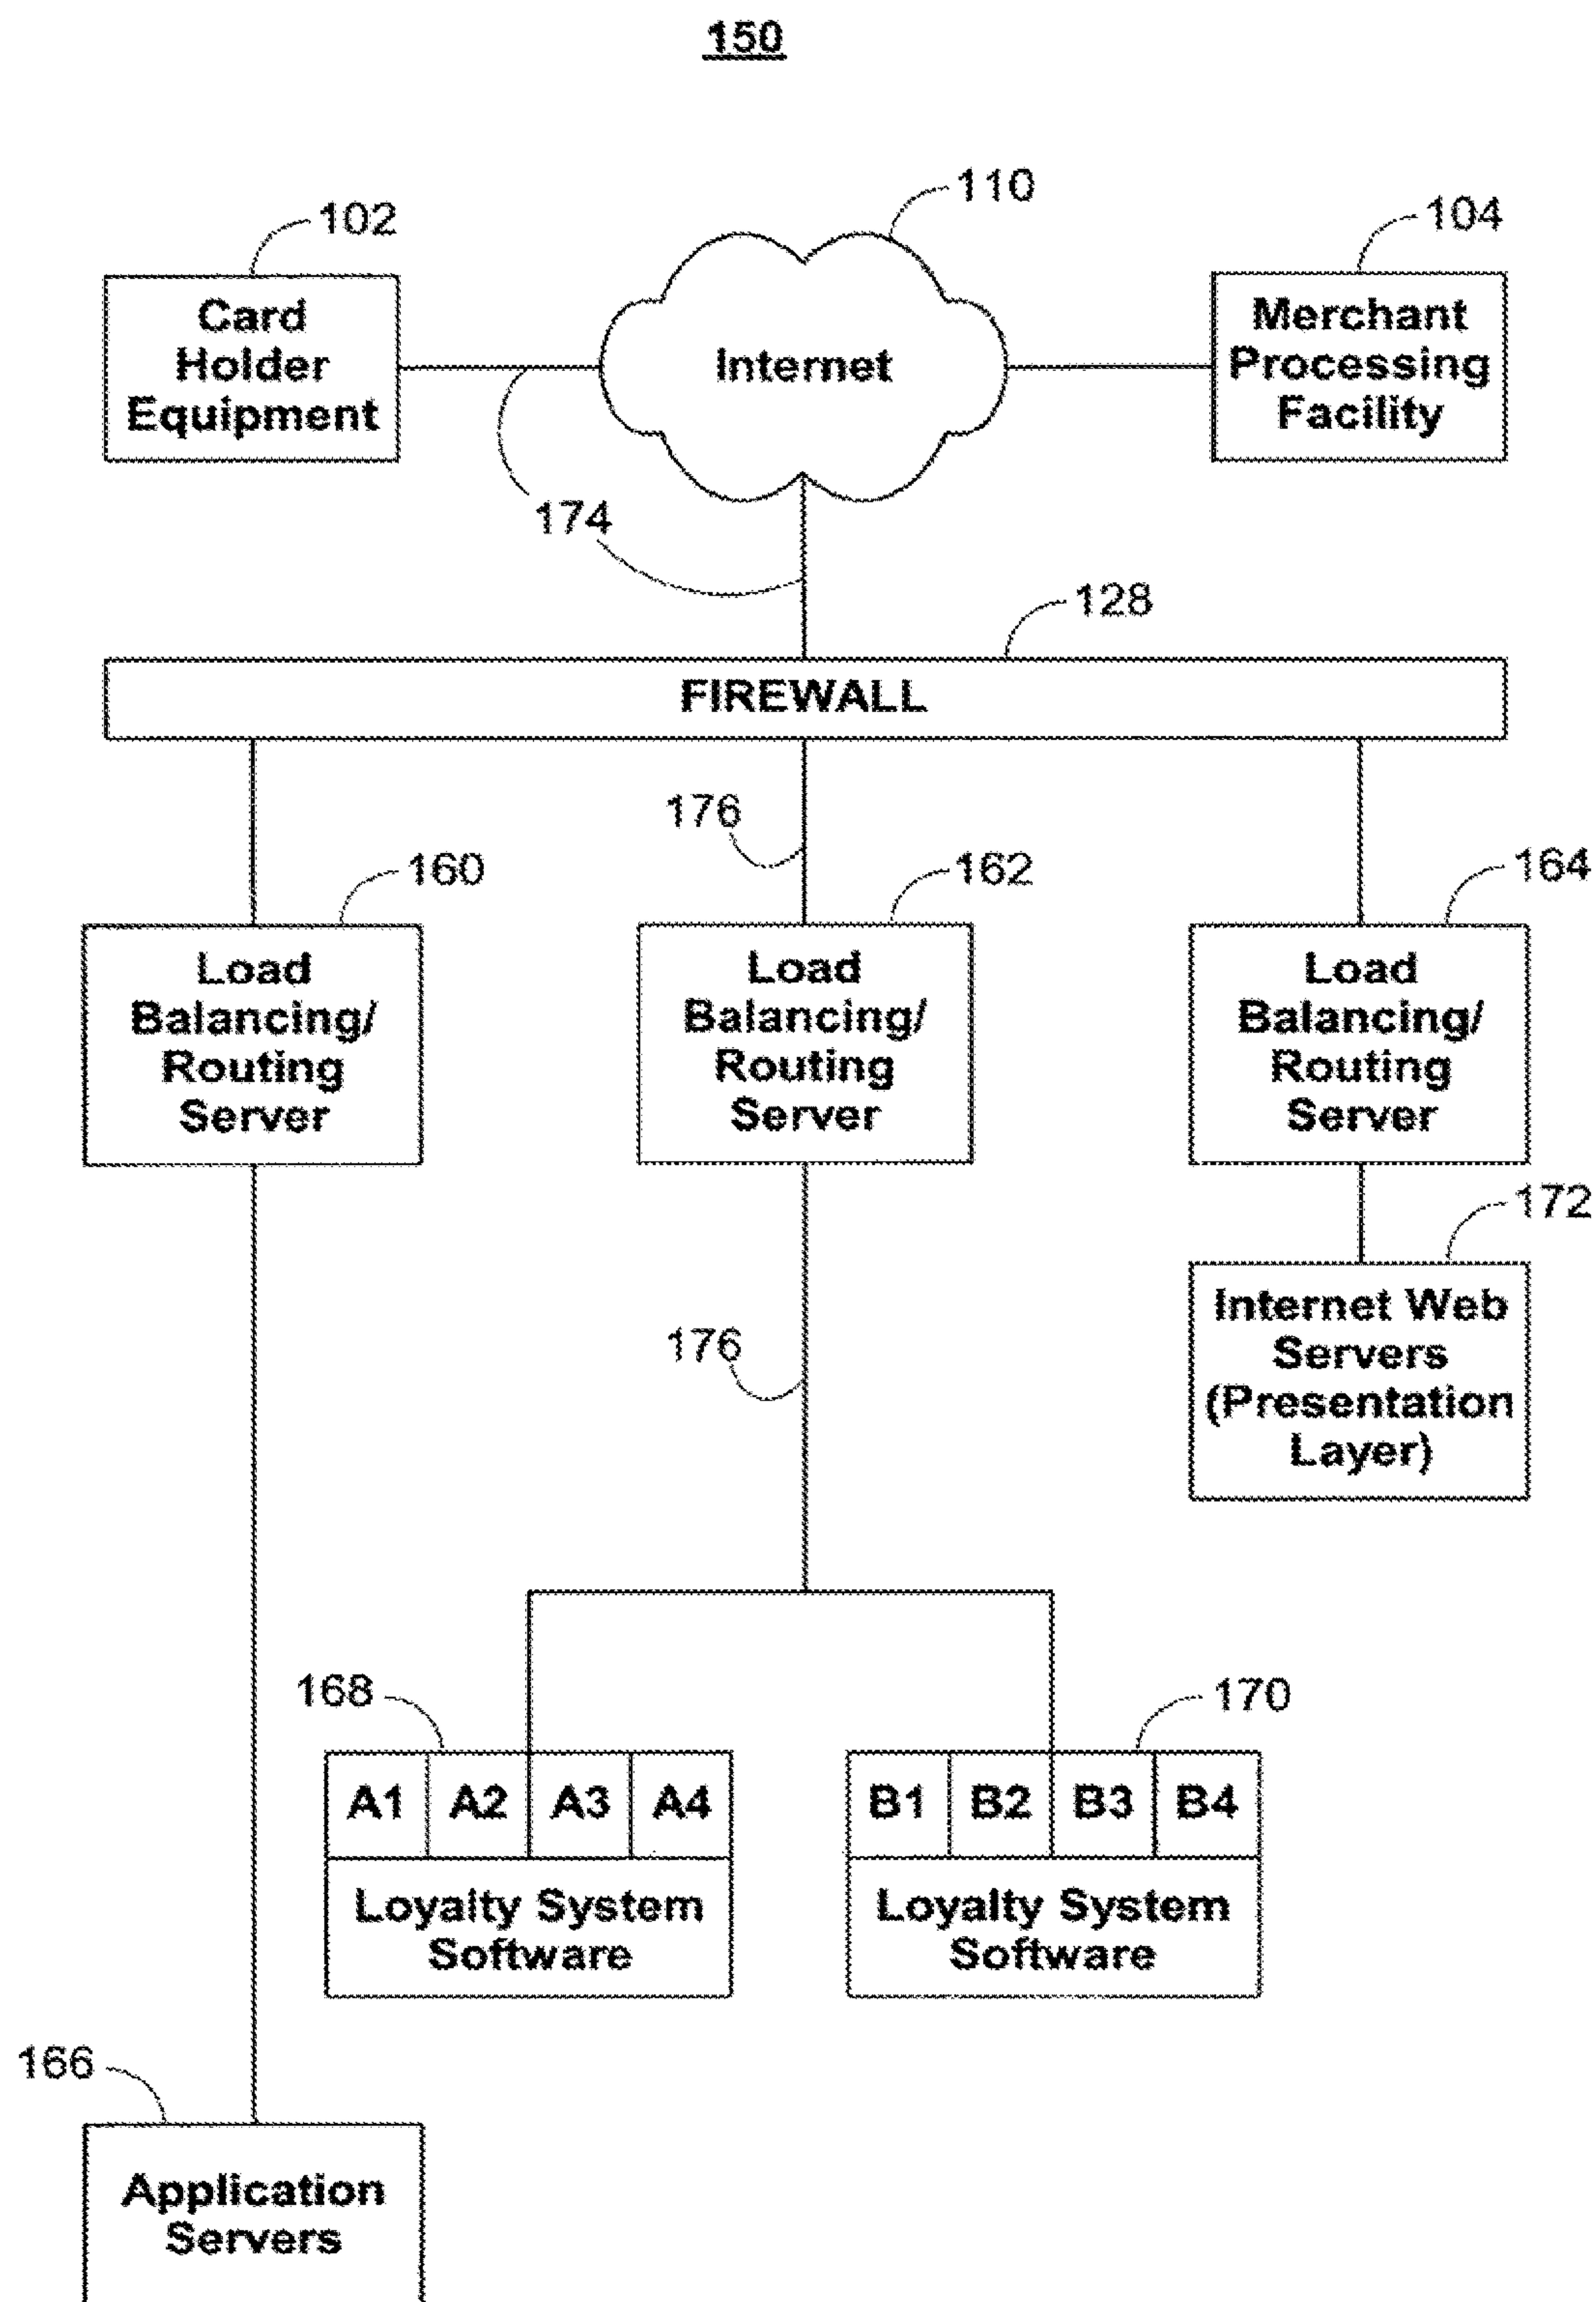 150
110
102
104
Card
Holder
Equipment
Internet
Merchant
Processing
Facility
174
128
FIREWALL
176
160
162
164
Load
Balancing/
Routing
Server
Load
Balancing/
Routing
Server
Load
Balancing/
Routing
Server
172
Internet Web
Servers
(Presentation
Layer)
176
168
170
A1 A2 A3 A4
B1 B2 B3 B4
Loyalty System
Software
Loyalty System
Software
166
Application
Servers